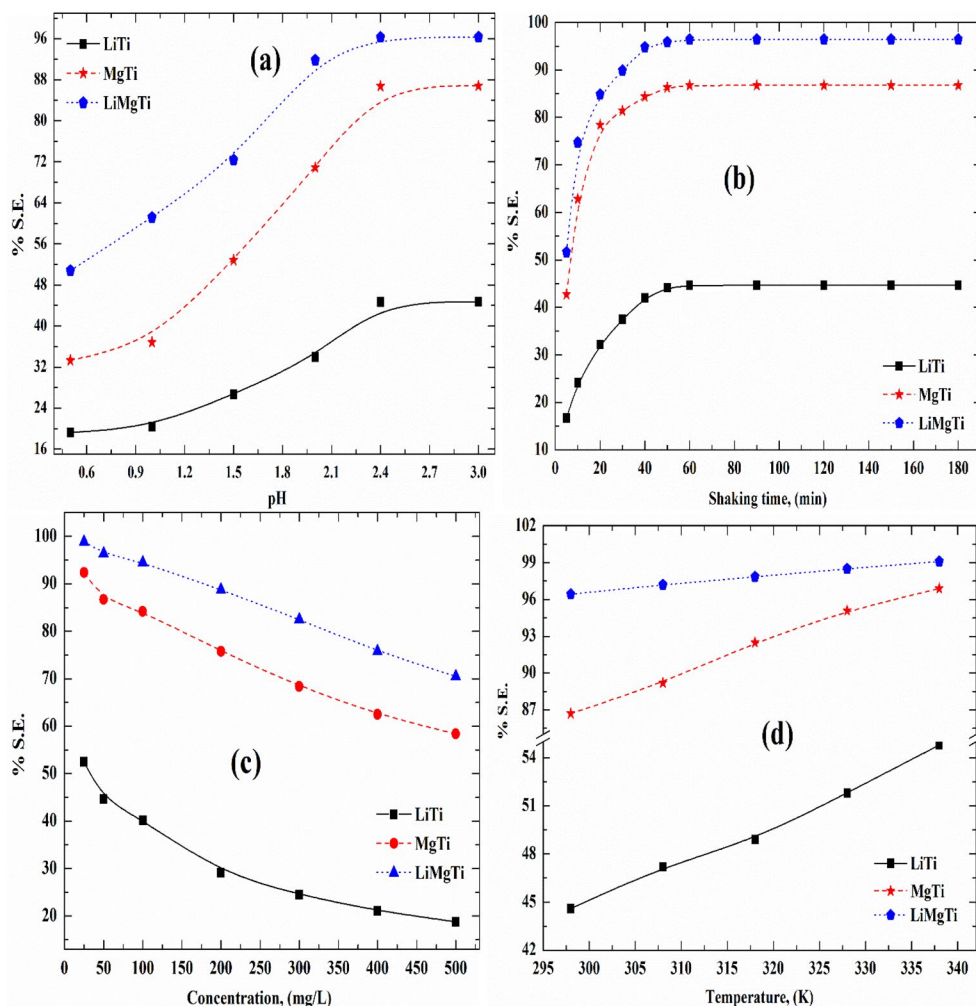 96
88
80
72
64
56
48
40
32
24
16
% S.E.
LiTi
MgTi
LiMgTi
(a)
0.6 0.9 1.2 1.5 1.8 2.1 2.4 2.7 3.0
pH
100
90
80
70
60
50
40
30
20
10
% S.E.
(b)
LiTi
MgTi
LiMgTi
0 20 40 60 80 100 120 140 160 180
Shaking time, (min)
100
90
80
70
60
50
40
30
20
% S.E.
(c)
LiTi
MgTi
LiMgTi
0 50 100 150 200 250 300 350 400 450 500
Concentration, (mg/L)
102
99
96
93
90
87
54
51
48
45
42
% S.E.
(d)
LiTi
MgTi
LiMgTi
295 300 305 310 315 320 325 330 335 340
Temperature, (K)